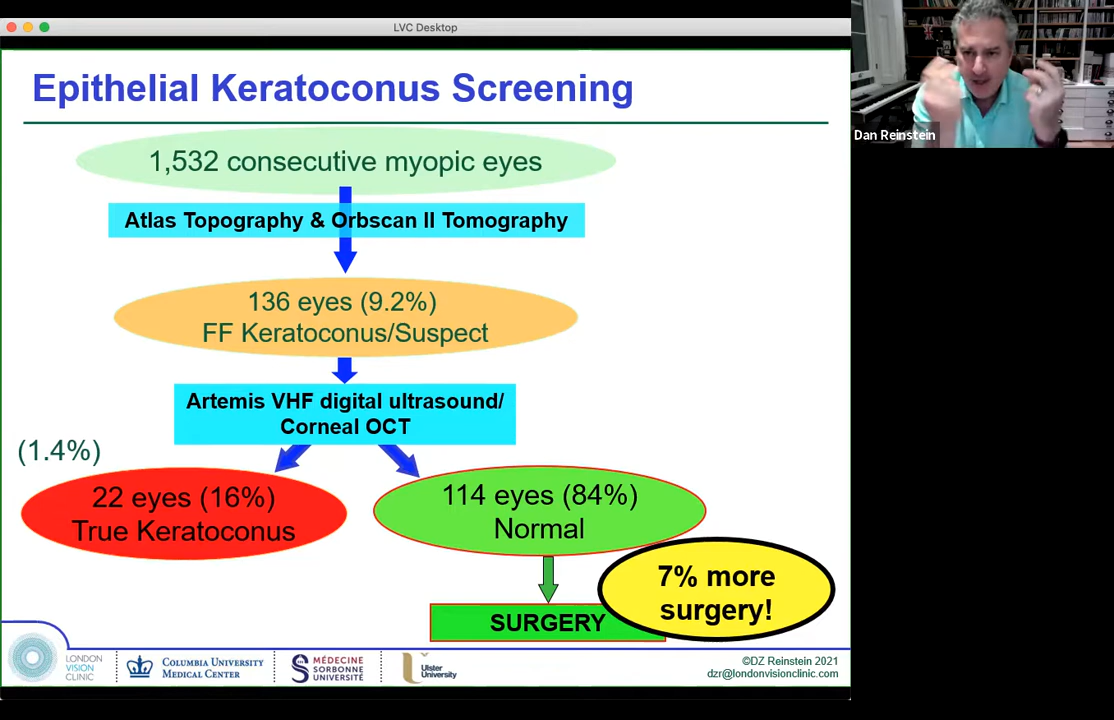 LVC Desktop
Epithelial Keratoconus Screening
Dan Reinstein
1,532 consecutive myopic eyes
Atlas Topography & Orbscan II Tomography
136 eyes (9.2%)
FF Keratoconus/Suspect
Artemis VHF digital ultrasound/
Corneal OCT
(1.4%)
22 eyes (16%)
True Keratoconus
114 eyes (84%)
Normal
7% more
surgery!
SURGERY
LONDON
VISION
CLINIC
COLUMBIA UNIVERSITY
MEDICAL CENTER
MÉDECINE
SORBONNE
UNIVERSITÉ
Ulster
University
©DZ Reinstein 2021
dzr@londonvisionclinic.com